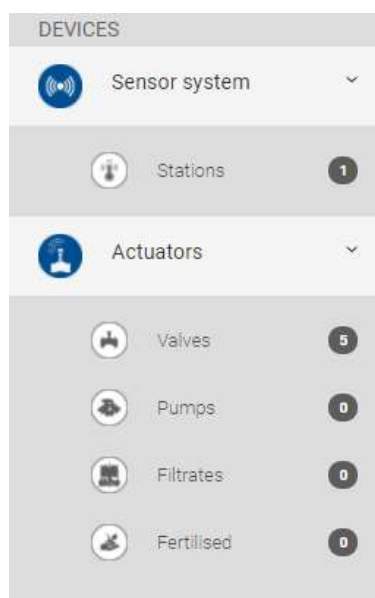 DEVICES
Sensor system
Stations 1
Actuators
Valves 5
Pumps 0
Filtrates 0
Fertilised 0